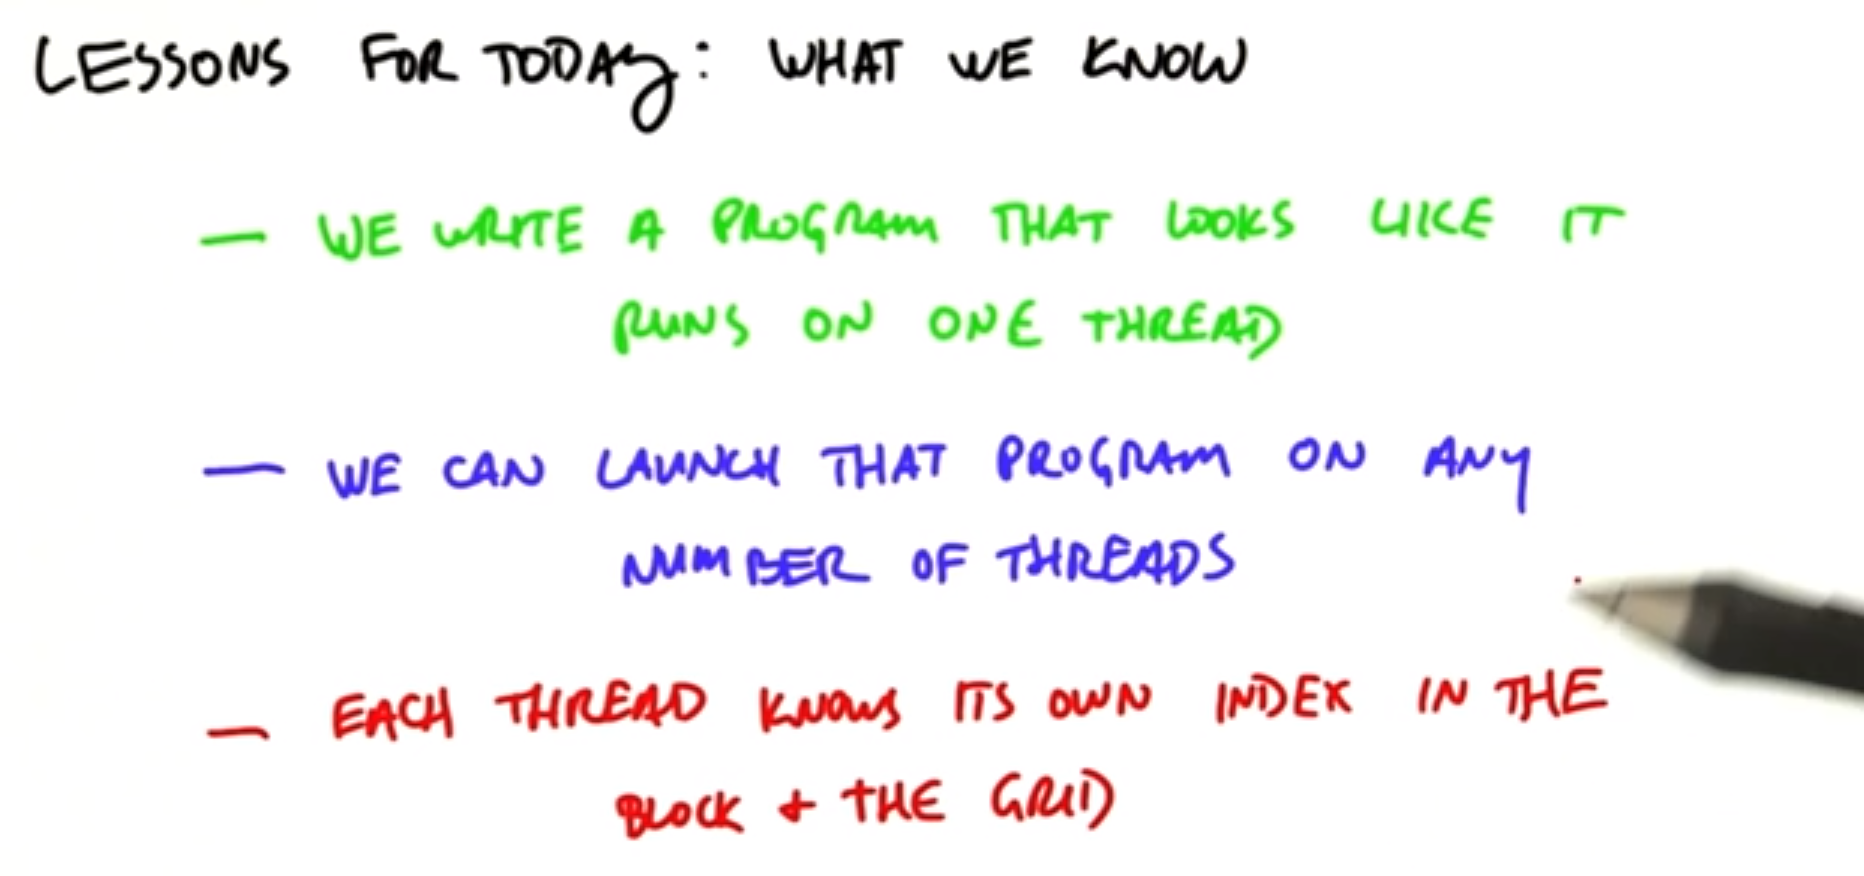 LESSONS FOR TODAY: WHAT WE KNOW
— WE WRITE A PROGRAM THAT LOOKS LIKE IT
RUNS ON ONE THREAD
— WE CAN LAUNCH THAT PROGRAM ON ANY
NUMBER OF THREADS
— EACH THREAD KNOWS ITS OWN INDEX IN THE
BLOCK + THE GRID